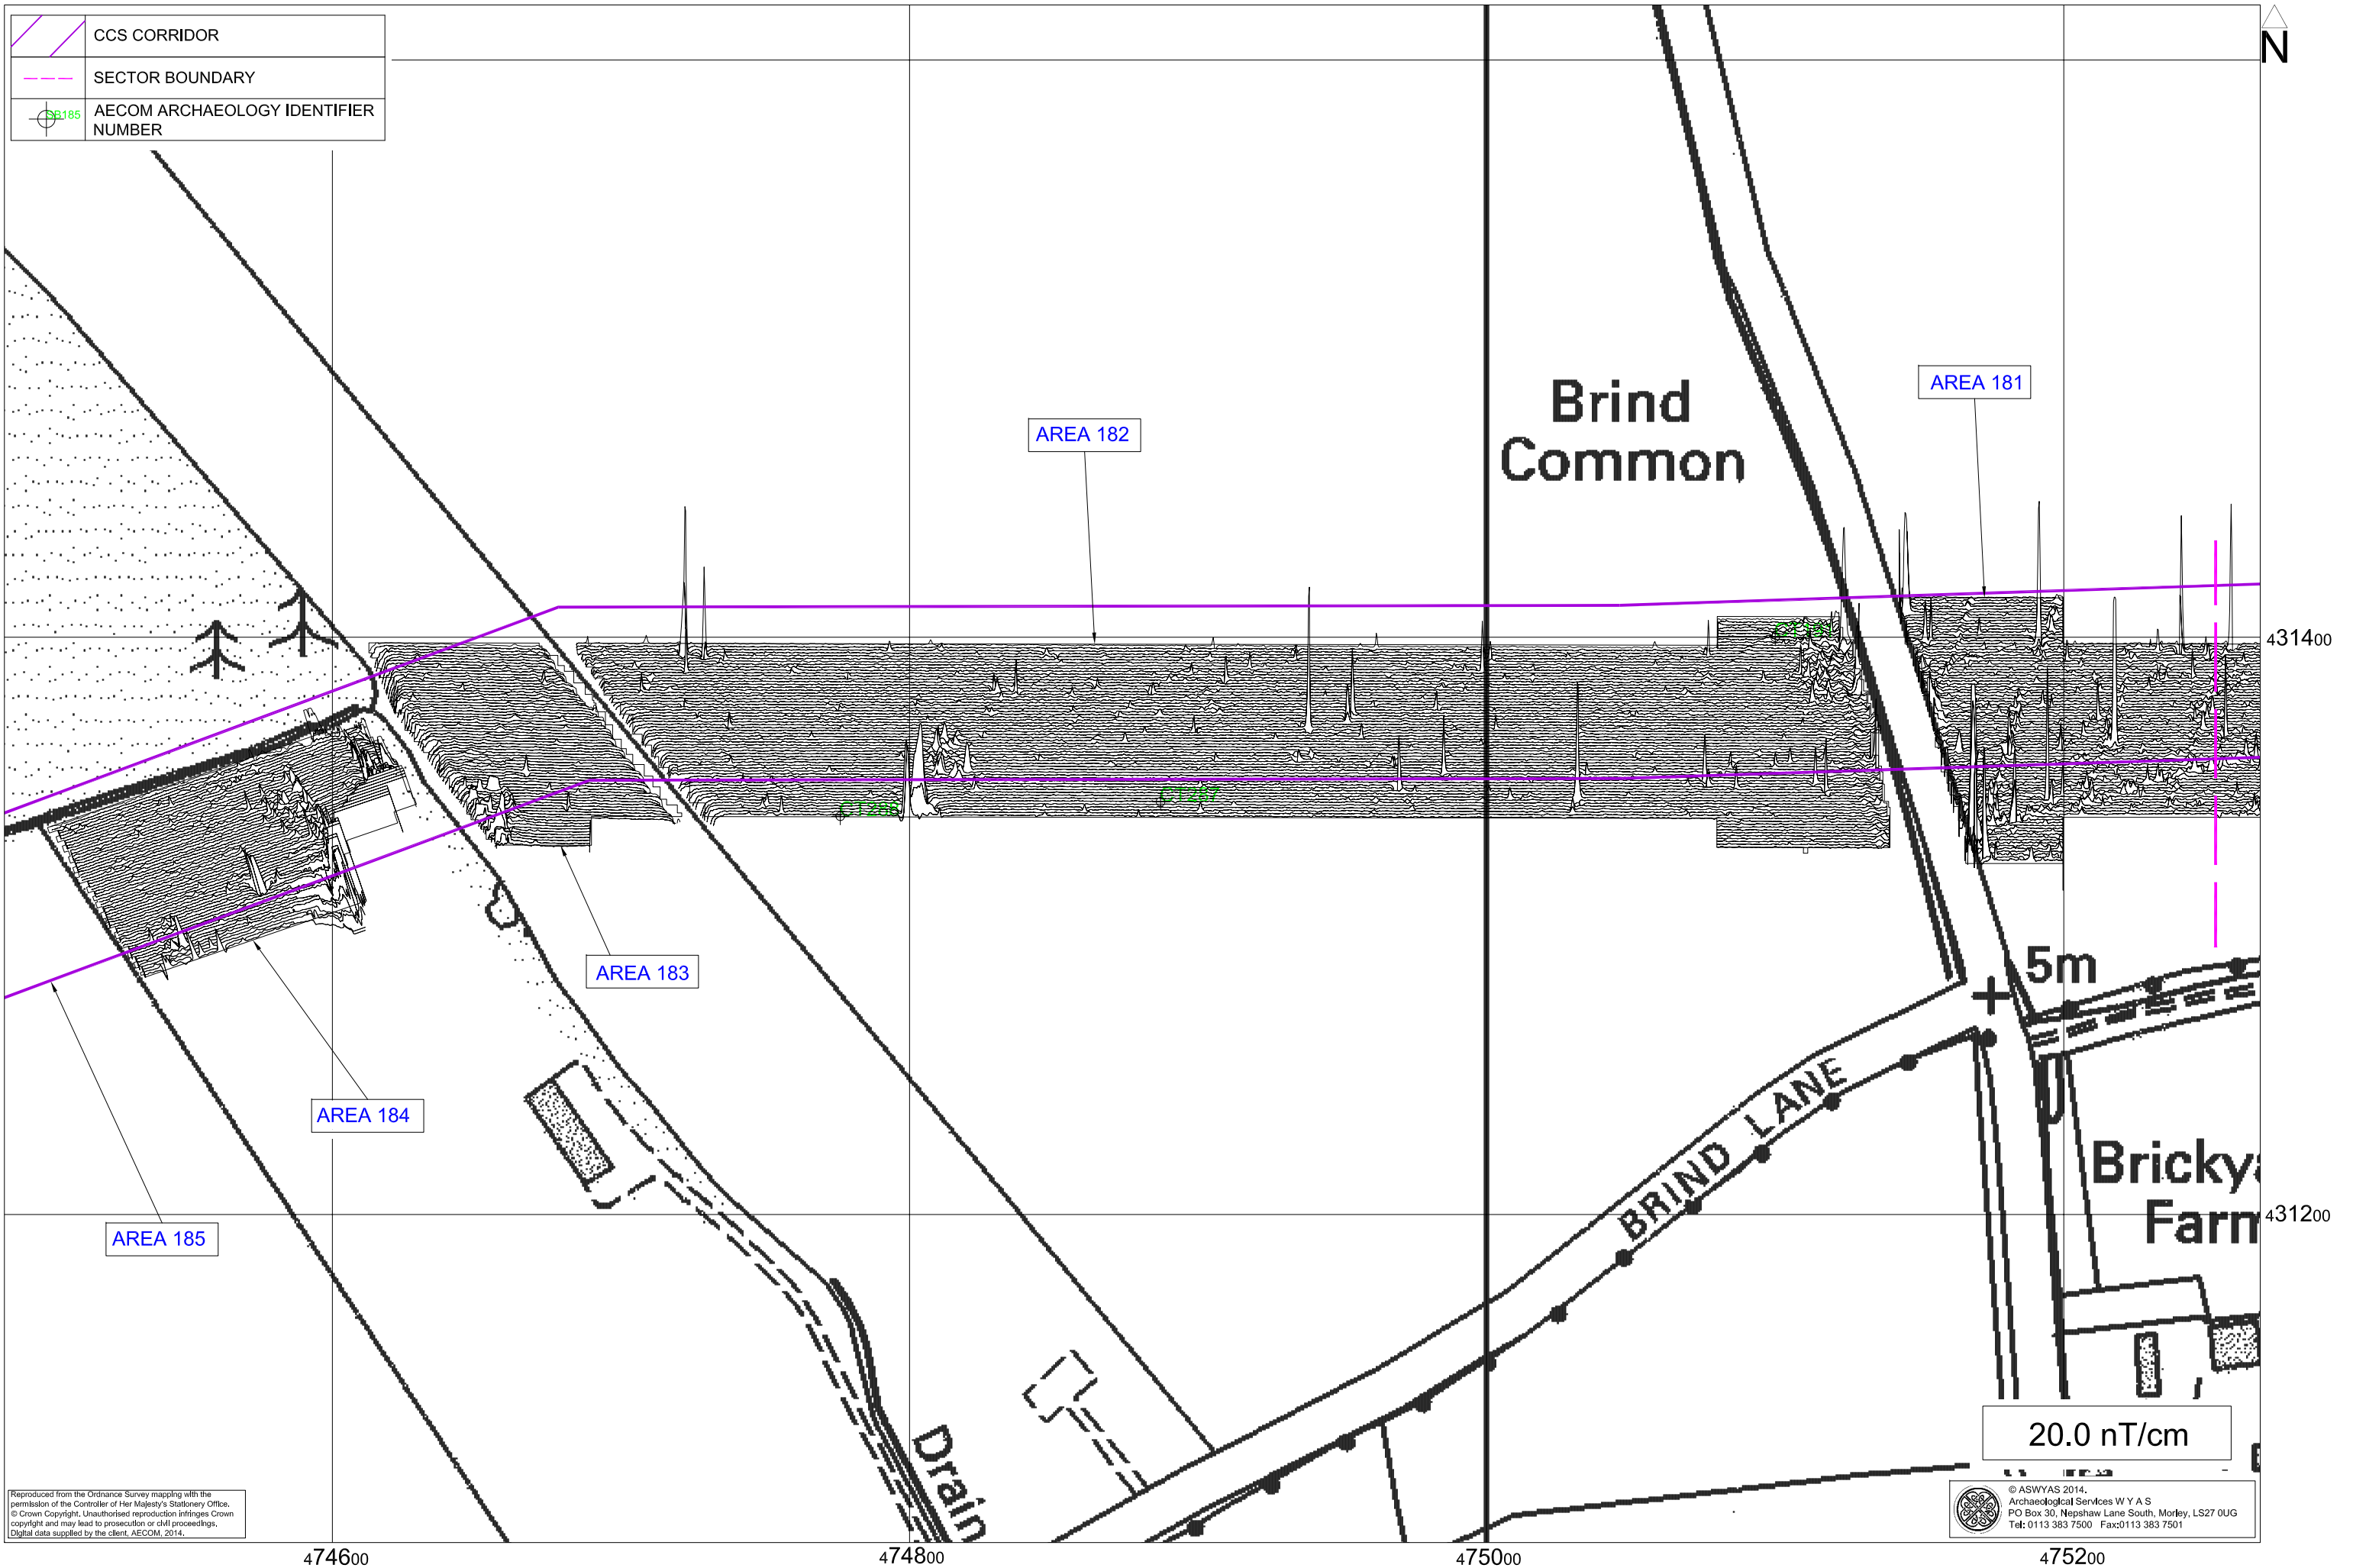 CCS CORRIDOR
SECTOR BOUNDARY
SB185
AECOM ARCHAEOLOGY IDENTIFIER
NUMBER
N
AREA 181
Brind
Common
AREA 182
431400
CT287
AREA 183
5m
AREA 184
BRIND LANE
Bricky
Farm
431200
AREA 185
Drain
20.0 nT/cm
Reproduced from the Ordnance Survey mapping with the
permission of the Controller of Her Majesty's Stationery Office.
© Crown Copyright. Unauthorised reproduction infringes Crown
copyright and may lead to prosecution or civil proceedings.
Digital data supplied by the client, AECOM, 2014.
© ASWYAS 2014.
Archaeological Services W Y A S
PO Box 30, Nepshaw Lane South, Morley, LS27 0UG
Tel: 0113 383 7500 Fax:0113 383 7501
474600
474800
475000
475200